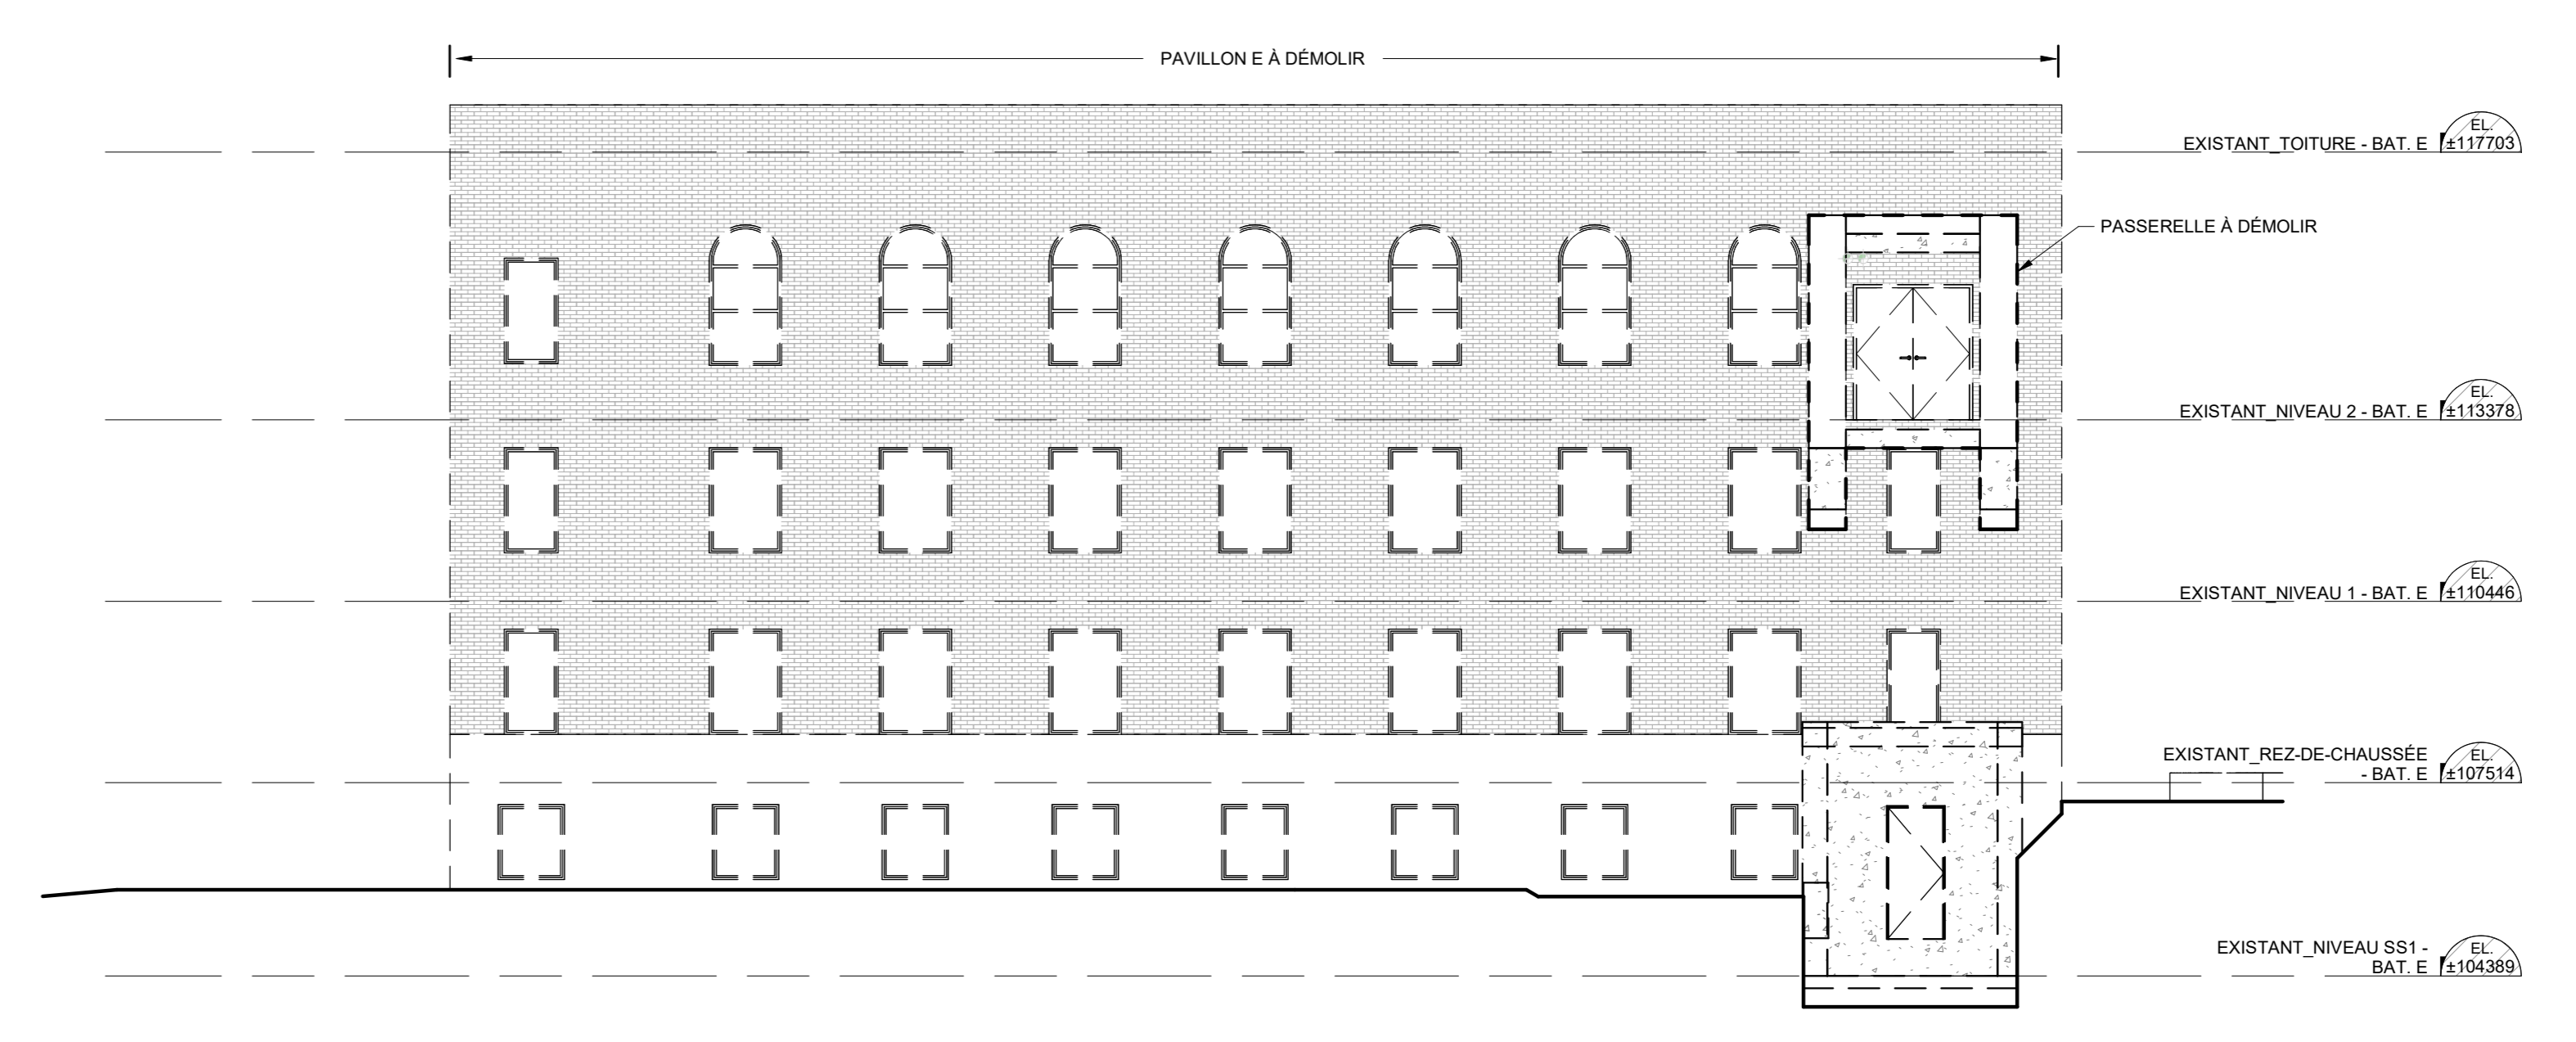 PAVILLON E À DÉMOLIR
EL.
EXISTANT_TOITURE - BAT. E ±117703
PASSERELLE À DÉMOLIR
EL.
EXISTANT_NIVEAU 2 - BAT. E ±113378
EL.
EXISTANT_NIVEAU 1 - BAT. E ±110446
EXISTANT_REZ-DE-CHAUSSÉE EL.
- BAT. E ±107514
EXISTANT_NIVEAU SS1 - EL.
BAT. E ±104389